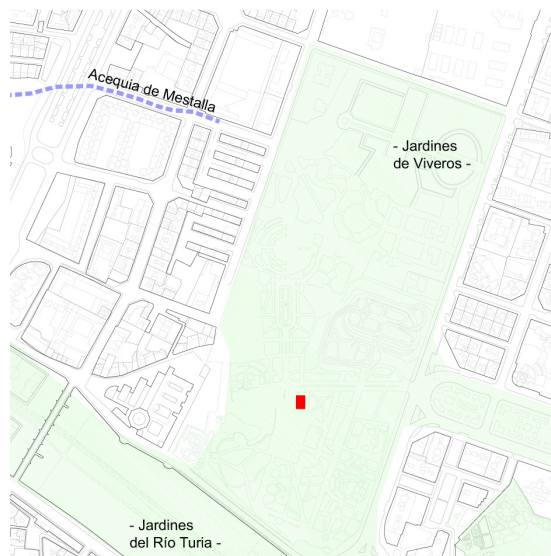 Acequia de Mestalla
- Jardines
de Viveros -
- Jardines
del Río Turia -